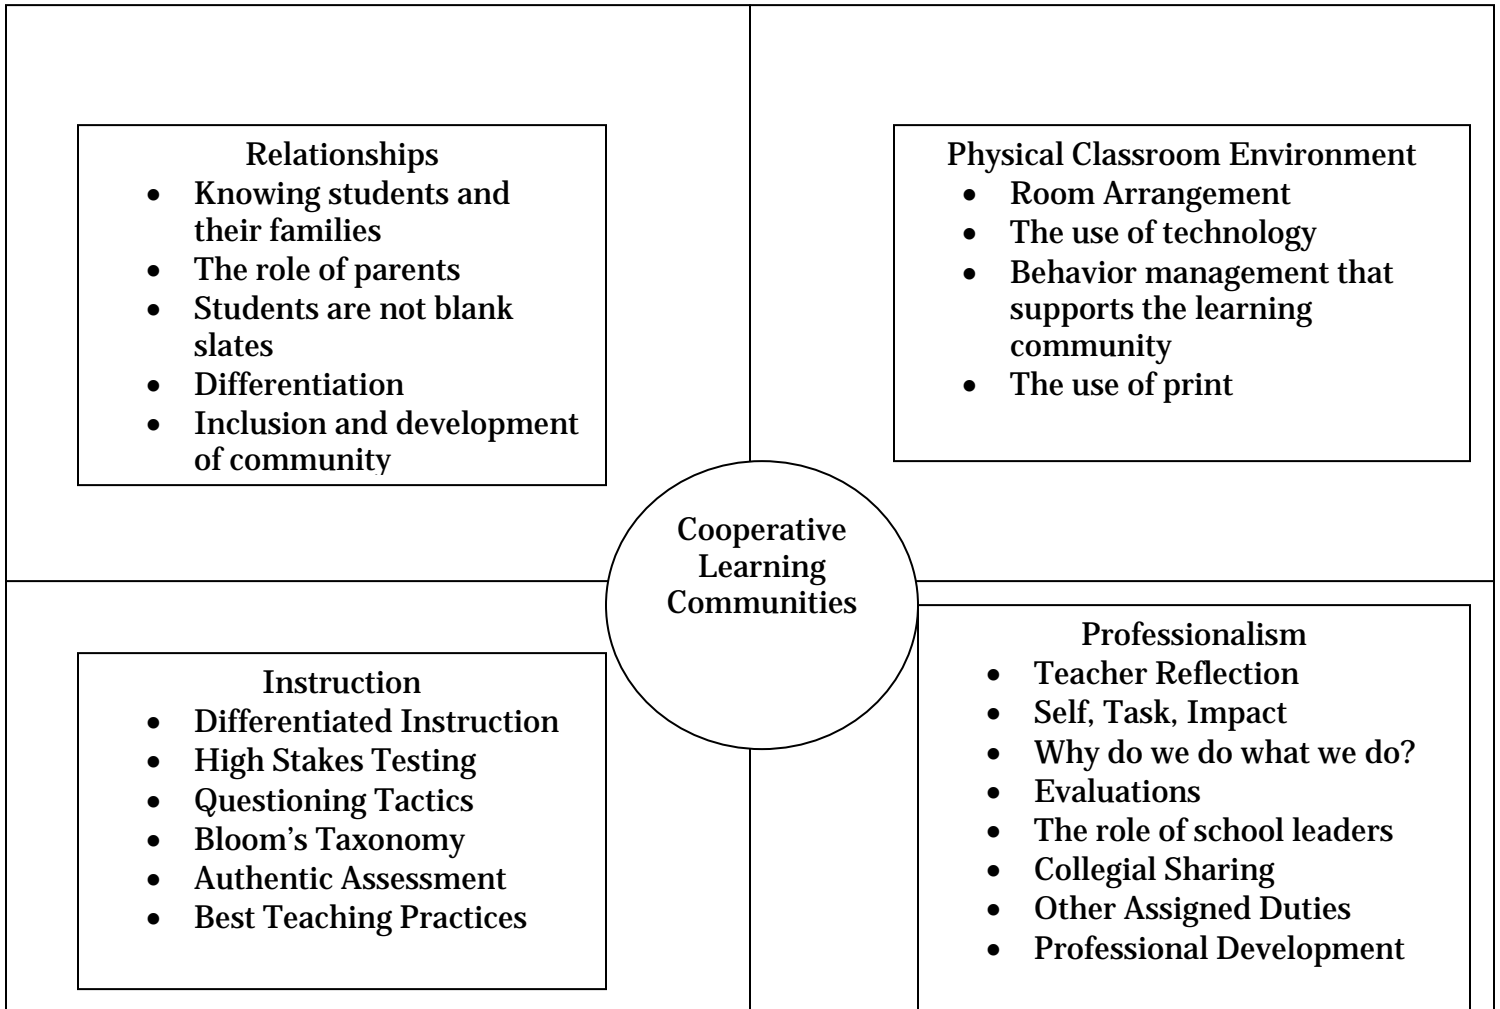 Relationships
• Knowing students and
their families
• The role of parents
• Students are not blank
slates
• Differentiation
• Inclusion and development
of community
Physical Classroom Environment
• Room Arrangement
• The use of technology
• Behavior management that
supports the learning
community
• The use of print
Cooperative
Learning
Communities
Instruction
• Differentiated Instruction
• High Stakes Testing
• Questioning Tactics
• Bloom’s Taxonomy
• Authentic Assessment
• Best Teaching Practices
Professionalism
• Teacher Reflection
• Self, Task, Impact
• Why do we do what we do?
• Evaluations
• The role of school leaders
• Collegial Sharing
• Other Assigned Duties
• Professional Development